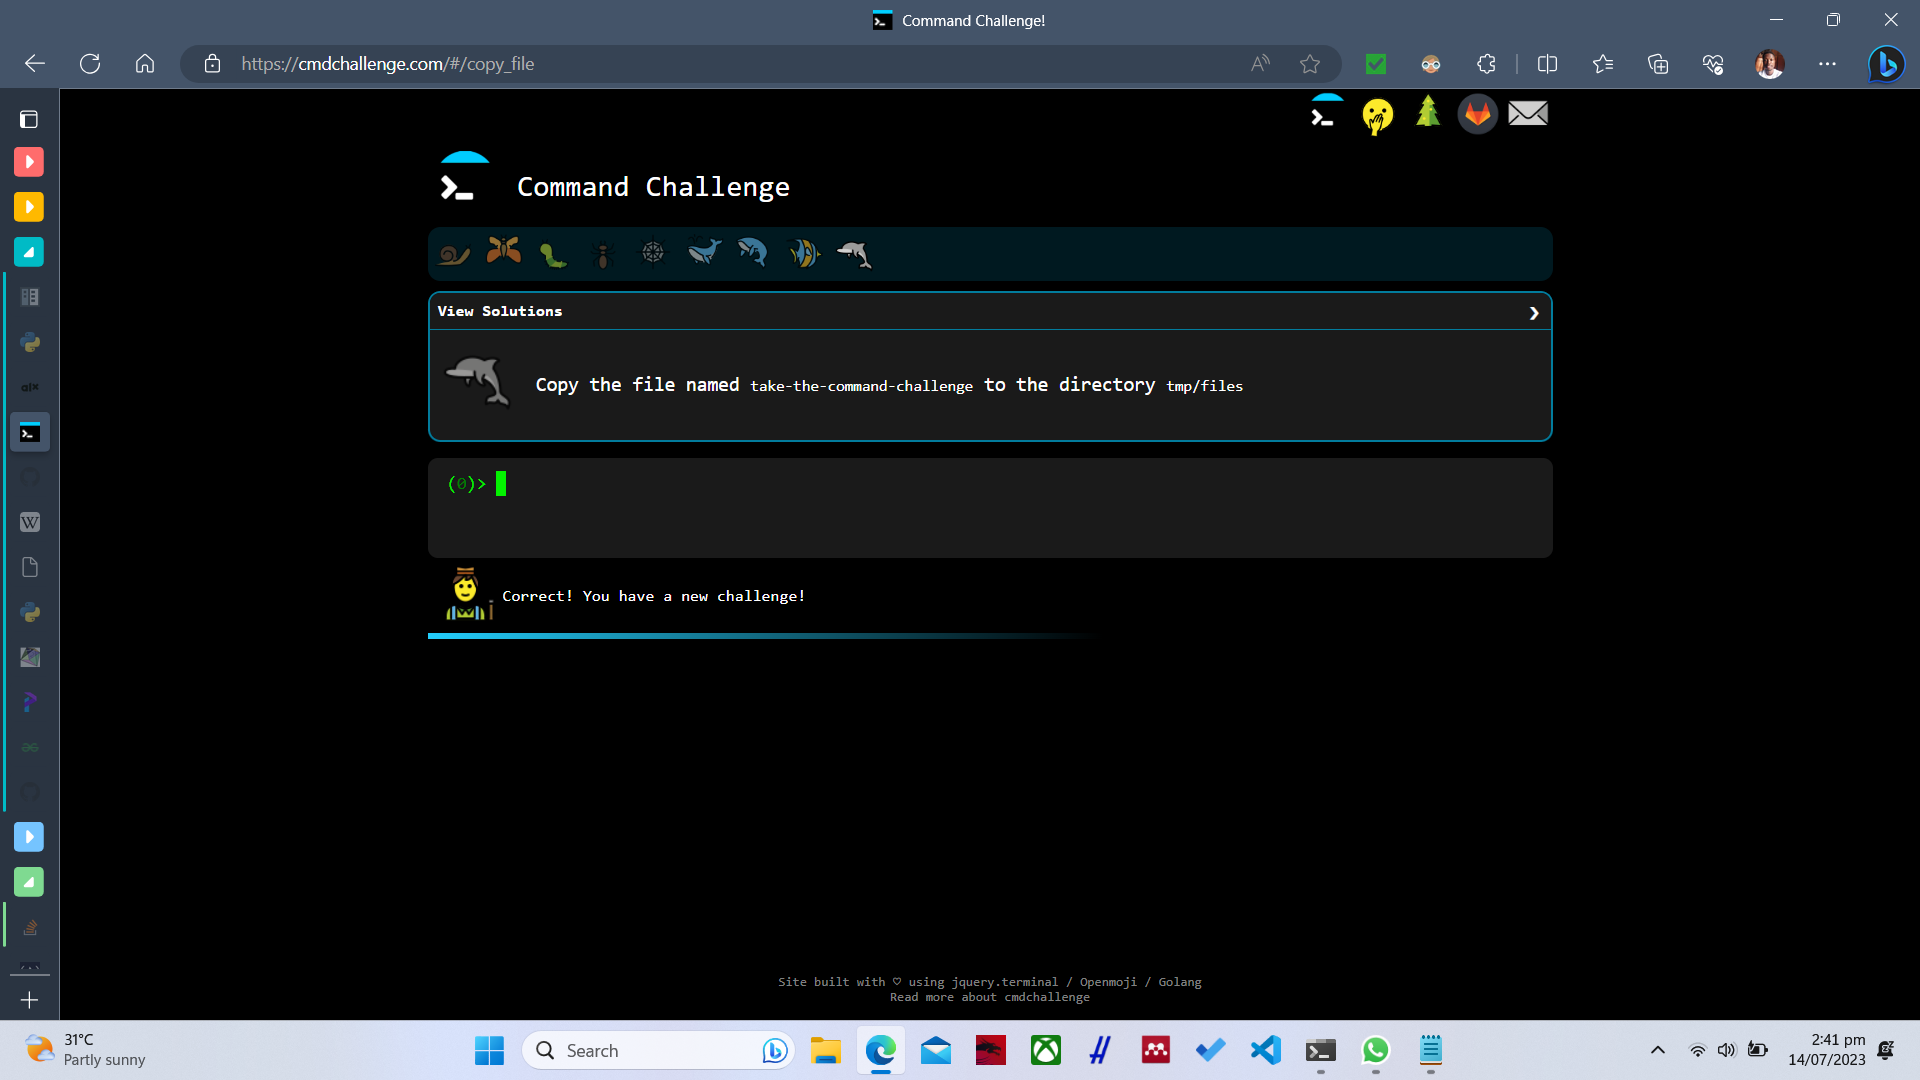 Command Challenge!
https://cmdchallenge.com/#/copy_file
Command Challenge
View Solutions
Copy the file named take-the-command-challenge to the directory tmp/files
(0)>
Correct! You have a new challenge!
Site built with ♡ using jquery.terminal / Openmoji / Golang
Read more about cmdchallenge
31°C
Partly sunny
Search
2:41 pm
14/07/2023